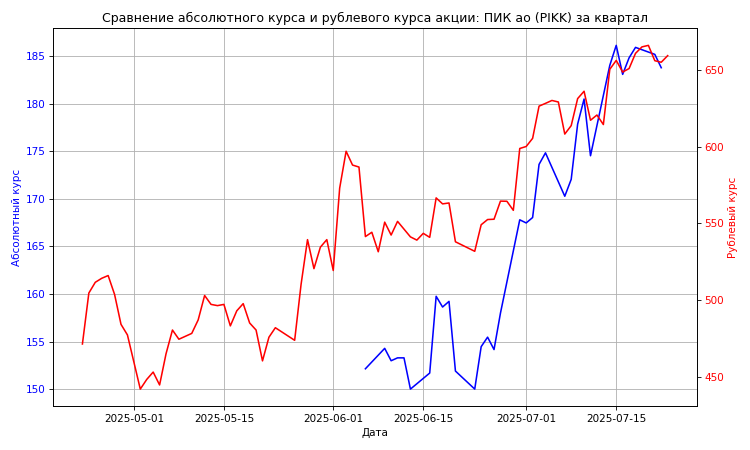 Сравнение абсолютного курса и рублевого курса акции: ПИК ао (PIKK) за квартал
Абсолютный курс
185
180
175
170
165
160
155
150
650
600
550
500
450
Рублевый курс
2025-05-01 2025-05-15 2025-06-01 2025-06-15 2025-07-01 2025-07-15
Дата